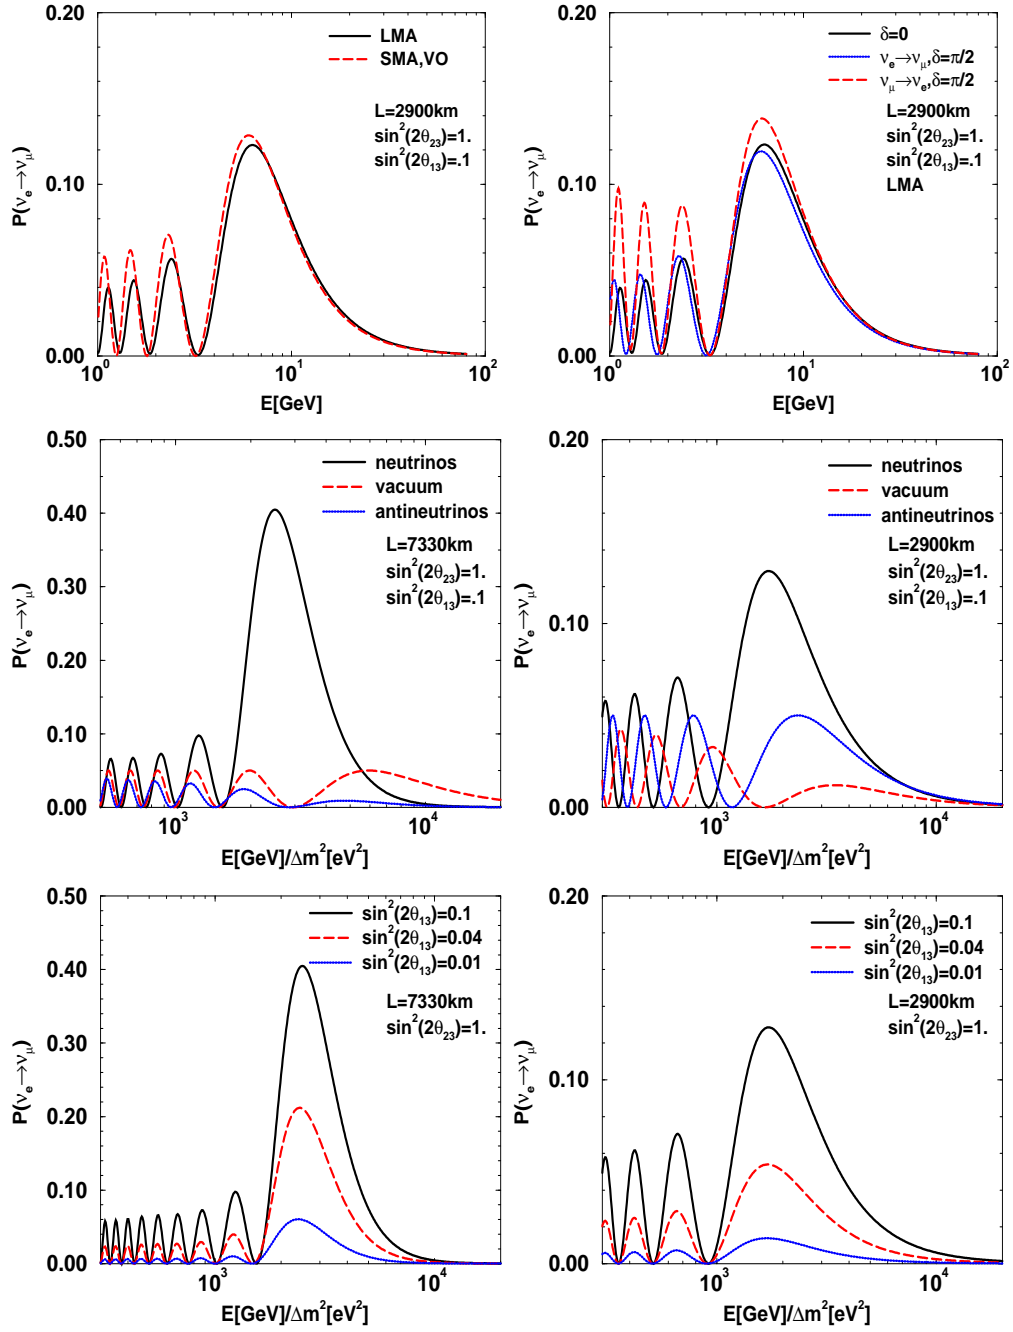 0.20
0.10
0.00
P(νₑ→ν_μ)
LMA
SMA,VO
L=2900km
sin²(2θ₂₃)=1.
sin²(2θ₁₃)=.1
10⁰ 10¹ 10²
E[GeV]
0.20
0.10
0.00
P(νₑ→ν_μ)
δ=0
νₑ→ν_μ,δ=π/2
ν_μ→νₑ,δ=π/2
L=2900km
sin²(2θ₂₃)=1.
sin²(2θ₁₃)=.1
LMA
10⁰ 10¹ 10²
E[GeV]
0.50
0.40
0.30
0.20
0.10
0.00
P(νₑ→ν_μ)
neutrinos
vacuum
antineutrinos
L=7330km
sin²(2θ₂₃)=1.
sin²(2θ₁₃)=.1
10³ 10⁴
E[GeV]/Δm²[eV²]
0.20
0.10
0.00
P(νₑ→ν_μ)
neutrinos
vacuum
antineutrinos
L=2900km
sin²(2θ₂₃)=1.
sin²(2θ₁₃)=.1
10³ 10⁴
E[GeV]/Δm²[eV²]
0.50
0.40
0.30
0.20
0.10
0.00
P(νₑ→ν_μ)
sin²(2θ₁₃)=0.1
sin²(2θ₁₃)=0.04
sin²(2θ₁₃)=0.01
L=7330km
sin²(2θ₂₃)=1.
10³ 10⁴
E[GeV]/Δm²[eV²]
0.20
0.10
0.00
P(νₑ→ν_μ)
sin²(2θ₁₃)=0.1
sin²(2θ₁₃)=0.04
sin²(2θ₁₃)=0.01
L=2900km
sin²(2θ₂₃)=1.
10³ 10⁴
E[GeV]/Δm²[eV²]